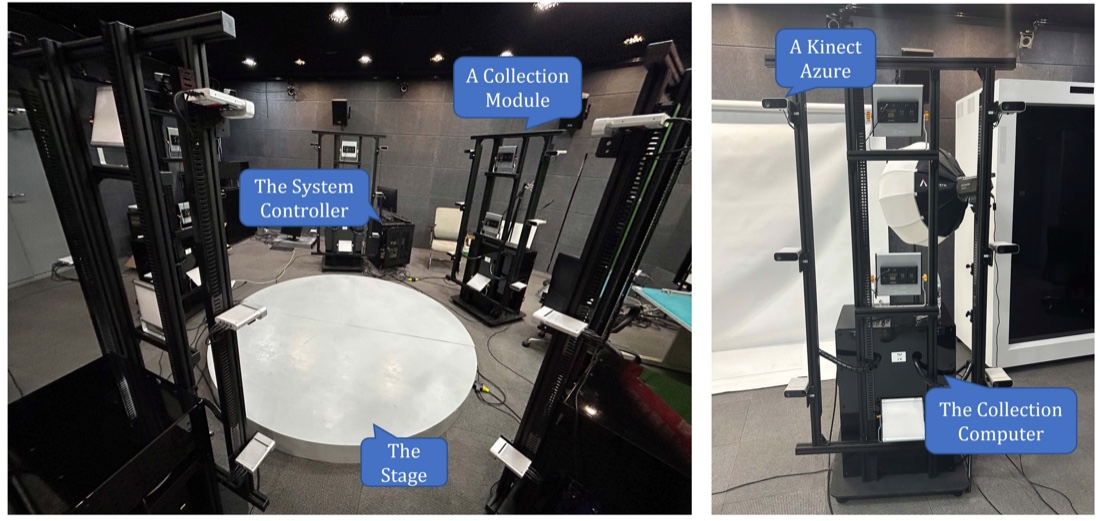 A Collection
Module
The System
Controller
The
Stage
A Kinect
Azure
The Collection
Computer